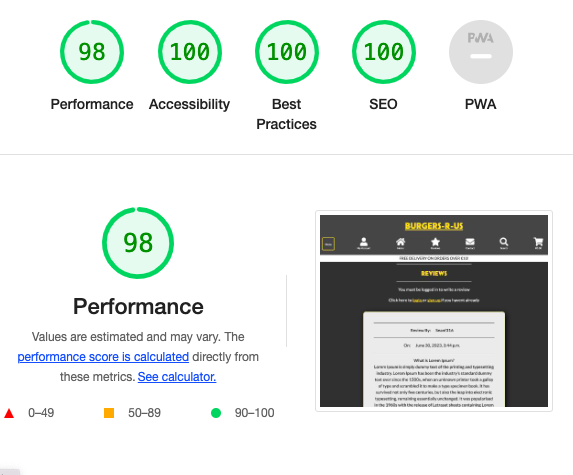 98
100
100
100
PWA
Performance
Accessibility
Best
Practices
SEO
PWA
98
Performance
Values are estimated and may vary. The
performance score is calculated directly from
these metrics. See calculator.
0–49
50–89
90–100
BURGERS-R-US
FREE DELIVERY ON ORDERS OVER
REVIEWS
You must be logged in to write a review
Click here to login or sign up if you haven't already
Review By:
On: June 30, 2023, 3:44 p.m.
What is Lorem Ipsum?
Lorem Ipsum is simply dummy text of the printing and typesetting
industry. Lorem Ipsum has been the industry's standard dummy
text ever since the 1500s, when an unknown printer took a galley
of type and scrambled it to make a type specimen book. It has
survived not only five centuries, but also the leap into electronic
typesetting, remaining essentially unchanged. It was popularised
in the 1960s with the release of Letraset sheets containing Lorem